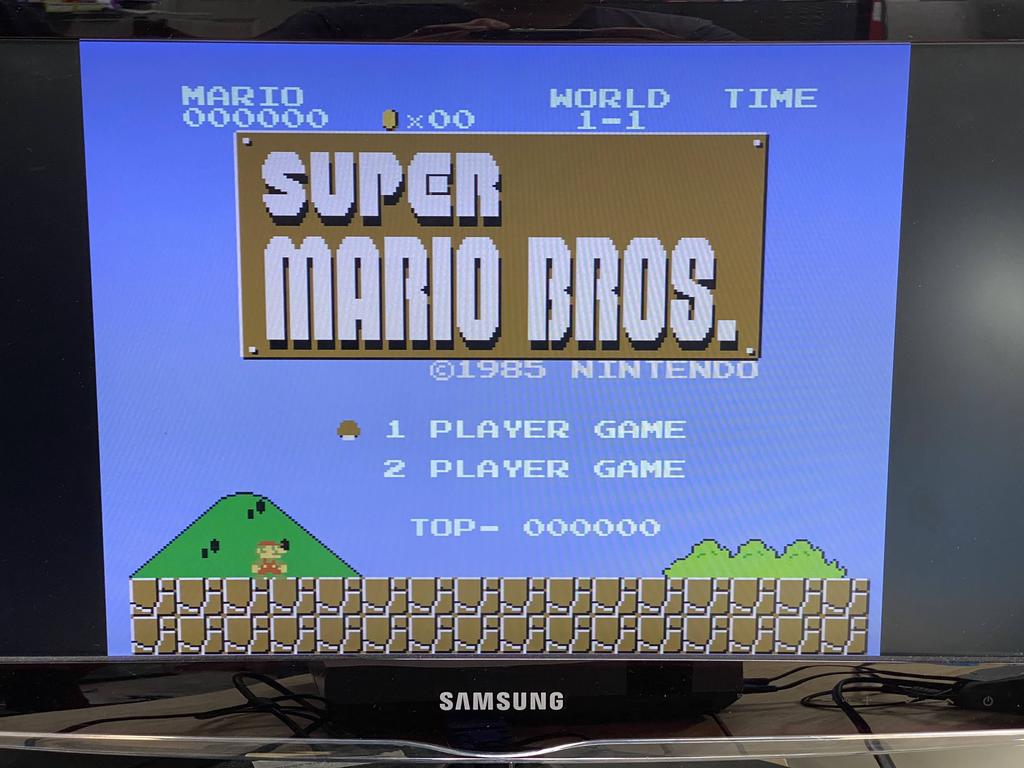 MARIO WORLD TIME
000000 ×00 1-1
SUPER
MARIO BROS.
©1985 NINTENDO
1 PLAYER GAME
2 PLAYER GAME
TOP- 000000
SAMSUNG